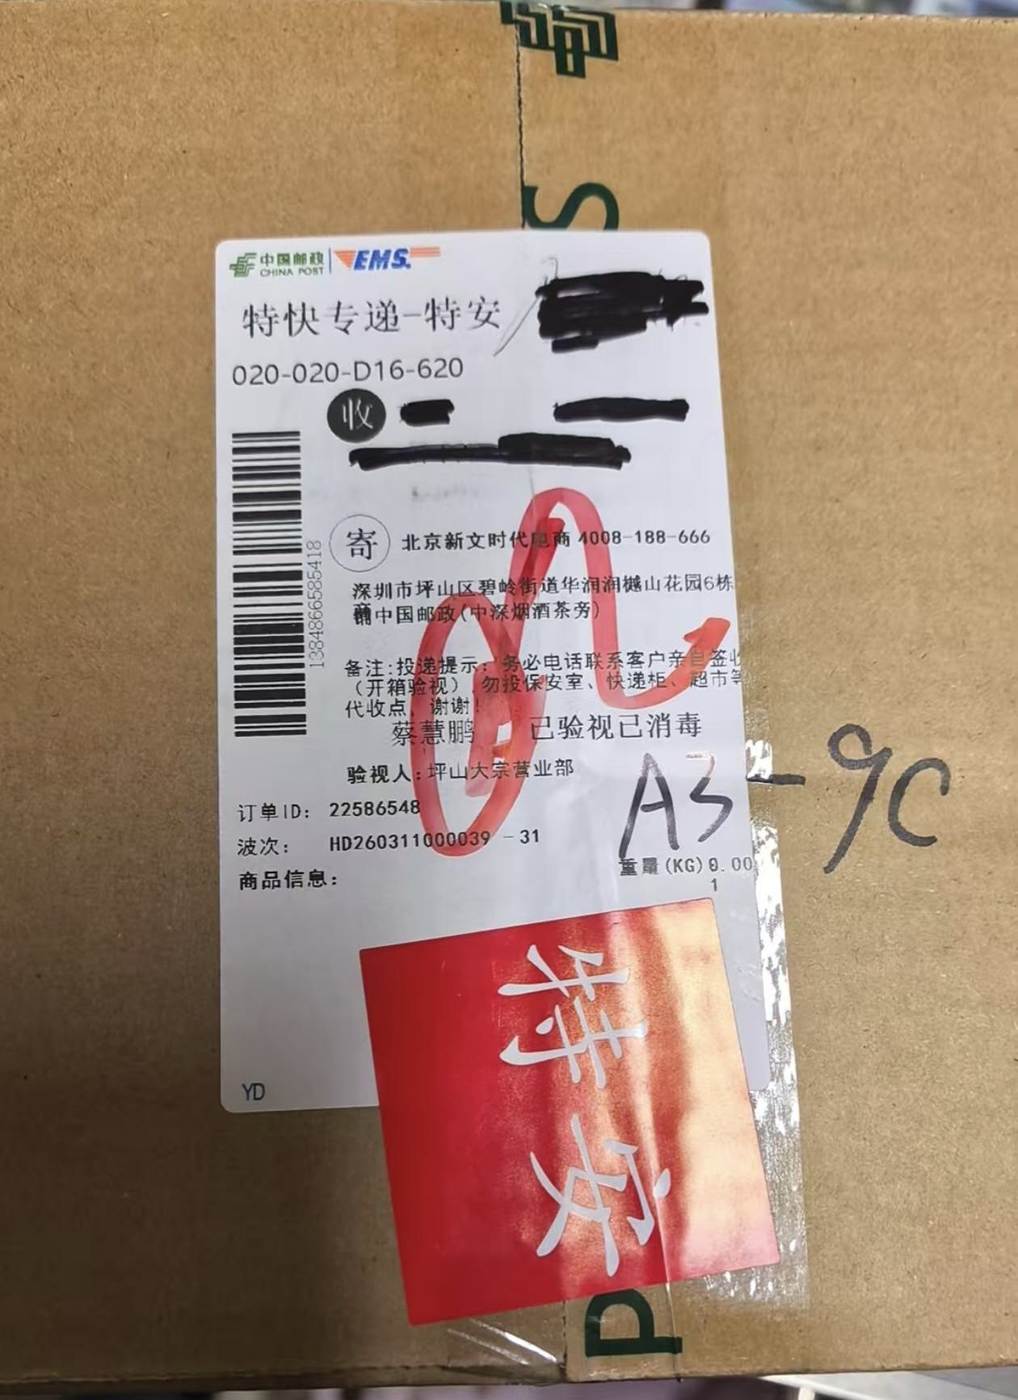 中国邮政
CHINA POST
EMS
特快专递-特安
020-020-D16-620
收
1384866585418
寄
北京新文时代电商 4008-188-666
深圳市坪山区碧岭街道华润润樾山花园6栋
商铺中国邮政(中深烟酒茶旁)
备注:投递提示: 务必电话联系客户亲自签收
(开箱验视) 勿投保安室、快递柜、超市等
代收点, 谢谢!
蔡慧鹏 已验视已消毒
验视人: 坪山大宗营业部
A3-9C
订单ID: 22586548
波次: HD260311000039 -31
重量(KG)0.00
1
商品信息:
YD
特安
S
P